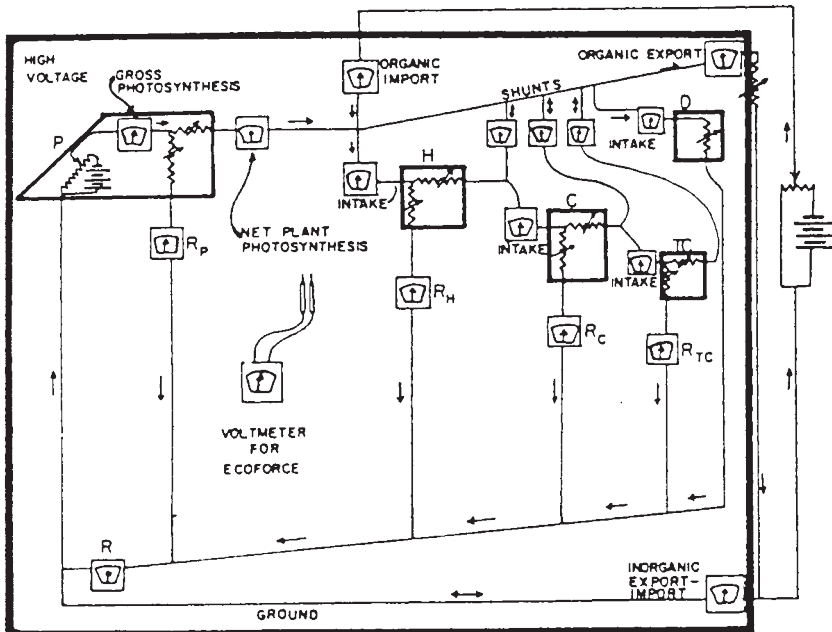 HIGH
VOLTAGE
GROSS
PHOTOSYNTHESIS
ORGANIC
IMPORT
ORGANIC EXPORT
SHUNTS
P
H
D
INTAKE
INTAKE
C
NET PLANT
PHOTOSYNTHESIS
INTAKE
TC
INTAKE
RP
RH
RC
RTC
VOLTMETER
FOR
ECOFORCE
R
INORGANIC
EXPORT-
IMPORT
GROUND